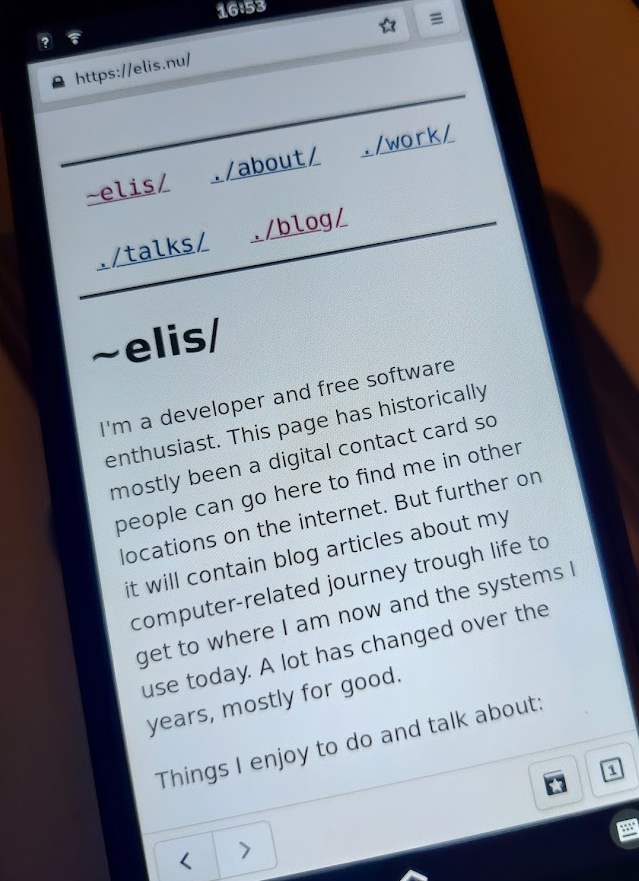 16:53
?
https://elis.nu/
~elis/ ./about/ ./work/
./talks/ ./blog/
~elis/
I'm a developer and free software
enthusiast. This page has historically
mostly been a digital contact card so
people can go here to find me in other
locations on the internet. But further on
it will contain blog articles about my
computer-related journey trough life to
get to where I am now and the systems I
use today. A lot has changed over the
years, mostly for good.
Things I enjoy to do and talk about:
1